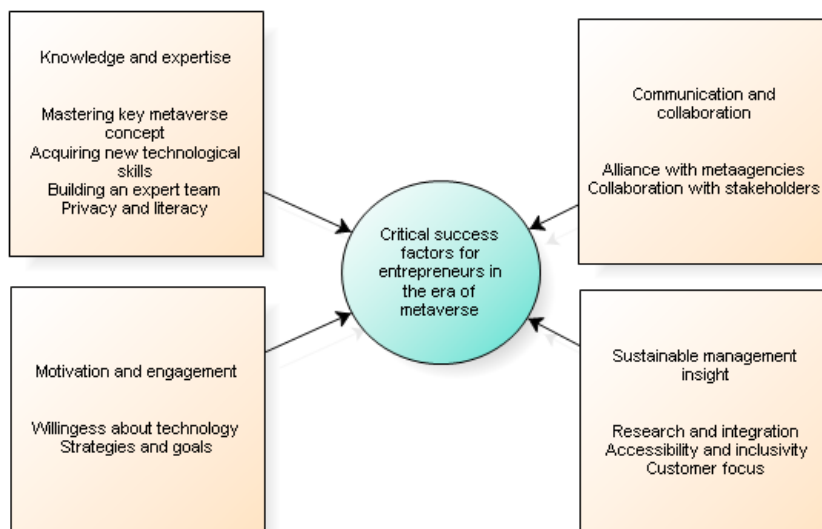 Knowledge and expertise
Mastering key metaverse
concept
Acquiring new technological
skills
Building an expert team
Privacy and literacy
Communication and
collaboration
Alliance with metaagencies
Collaboration with stakeholders
Critical success
factors for
entrepreneurs in
the era of
metaverse
Motivation and engagement
Willingess about technology
Strategies and goals
Sustainable management
insight
Research and integration
Accessibility and inclusivity
Customer focus